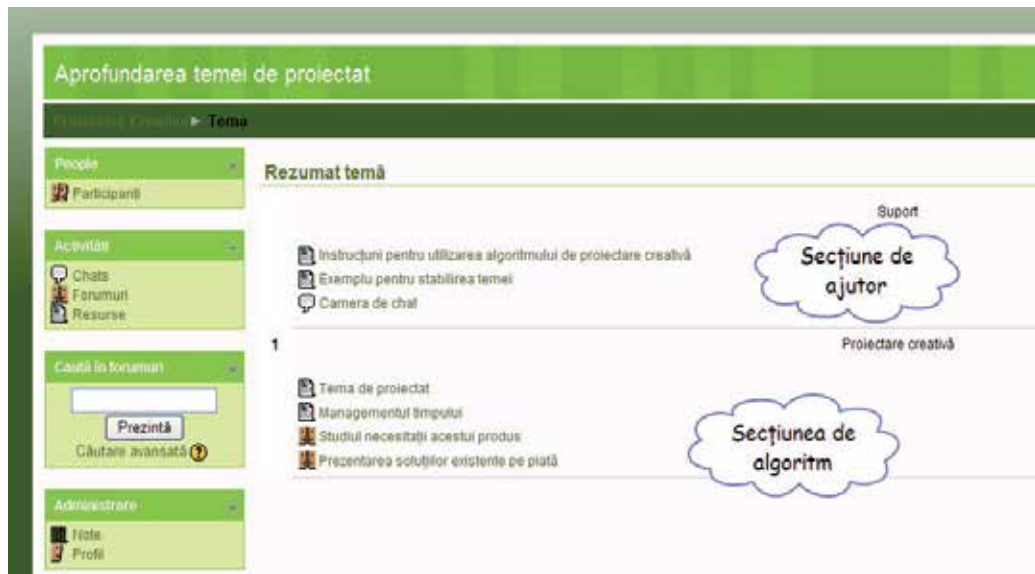 Aprofundarea temei de proiectat
Tema
People
Participanti
Activități
Chats
Forumuri
Resurse
Caută în forumuri
Prezintă
Căutare avansată
Administrare
Note
Profil
Rezumat temă
Suport
Instrucțiuni pentru utilizarea algoritmului de proiectare creativă
Exemplu pentru stabilirea temei
Camera de chat
Secțiune de
ajutor
1
Proiectare creativă
Tema de proiectat
Managementul timpului
Studiul necesității acestui produs
Prezentarea soluțiilor existente pe piată
Secțiunea de
algoritm